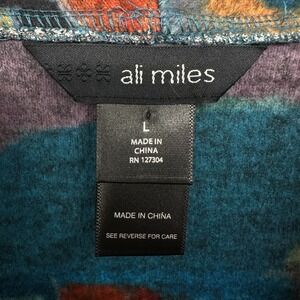 ali miles
L
MADE IN
CHINA
RN 127304
MADE IN CHINA
SEE REVERSE FOR CARE